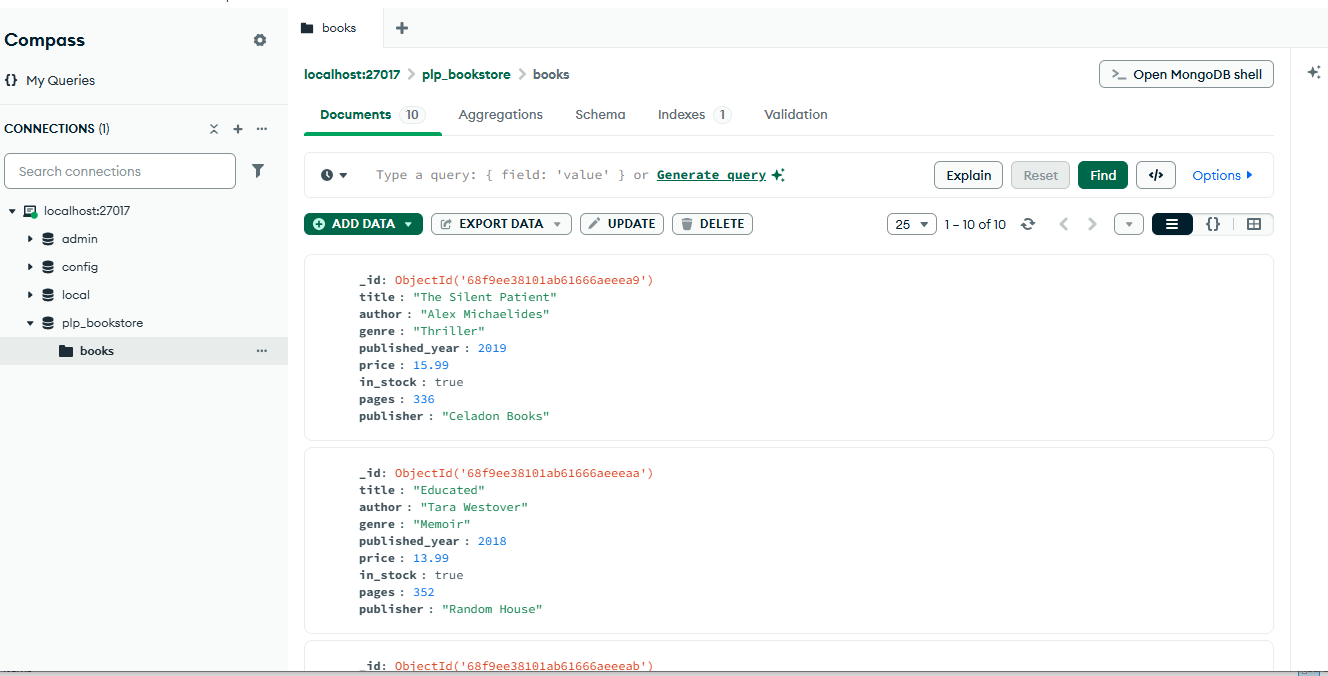 Compass
{} My Queries
CONNECTIONS (1)
Search connections
localhost:27017
admin
config
local
plp_bookstore
books
books
localhost:27017 > plp_bookstore > books
>_ Open MongoDB shell
Documents 10 Aggregations Schema Indexes 1 Validation
Type a query: { field: 'value' } or Generate query
Explain Reset Find </> Options
ADD DATA EXPORT DATA UPDATE DELETE 25 1 – 10 of 10 {}
_id: ObjectId('68f9ee38101ab61666aeeea9')
title : "The Silent Patient"
author : "Alex Michaelides"
genre : "Thriller"
published_year : 2019
price : 15.99
in_stock : true
pages : 336
publisher : "Celadon Books"
_id: ObjectId('68f9ee38101ab61666aeeeaa')
title : "Educated"
author : "Tara Westover"
genre : "Memoir"
published_year : 2018
price : 13.99
in_stock : true
pages : 352
publisher : "Random House"
_id: ObjectId('68f9ee38101ab61666aeeeab')